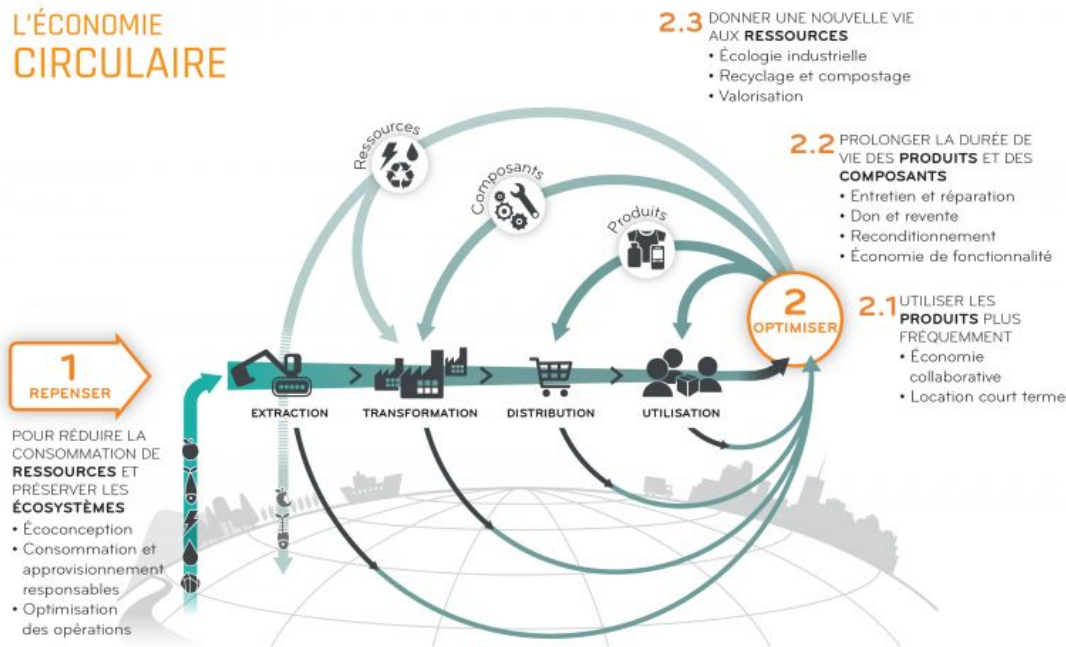 L'ÉCONOMIE
CIRCULAIRE
2.3 DONNER UNE NOUVELLE VIE
AUX RESSOURCES
• Écologie industrielle
• Recyclage et compostage
• Valorisation
Ressources
Composants
Produits
2.2 PROLONGER LA DURÉE DE
VIE DES PRODUITS ET DES
COMPOSANTS
• Entretien et réparation
• Don et revente
• Reconditionnement
• Économie de fonctionnalité
2
OPTIMISER
2.1 UTILISER LES
PRODUITS PLUS
FRÉQUEMMENT
• Économie
collaborative
• Location court terme
1
REPENSER
EXTRACTION
TRANSFORMATION
DISTRIBUTION
UTILISATION
POUR RÉDUIRE LA
CONSOMMATION DE
RESSOURCES ET
PRÉSERVER LES
ÉCOSYSTÈMES
• Écoconception
• Consommation et
approvisionnement
responsables
• Optimisation
des opérations